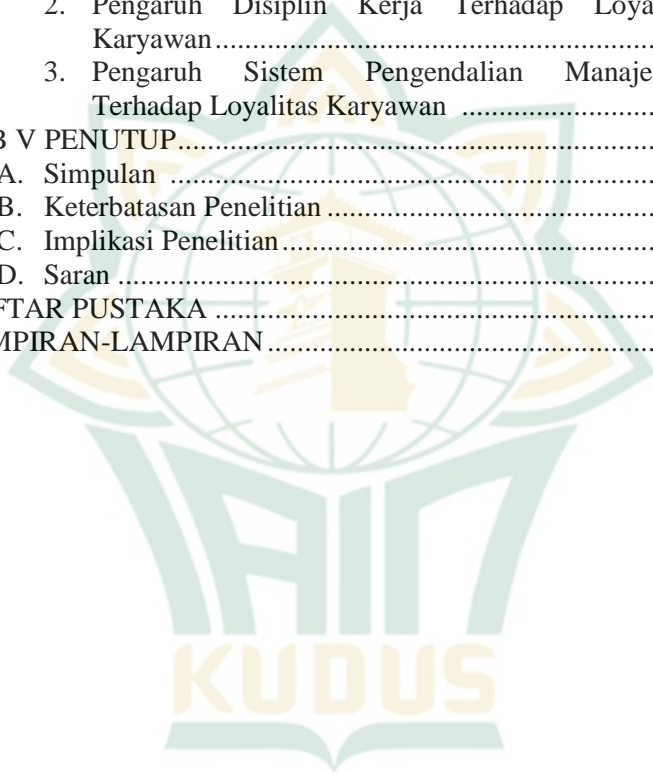 2. Pengaruh Disiplin Kerja Terhadap Loya
Karyawan.....................................................
3. Pengaruh Sistem Pengendalian Manaje
Terhadap Loyalitas Karyawan ..........................
B V PENUTUP...............................................................
A. Simpulan ...............................................................
B. Keterbatasan Penelitian ............................................
C. Implikasi Penelitian..................................................
D. Saran ......................................................................
FTAR PUSTAKA ..........................................................
MPIRAN-LAMPIRAN...................................................
IAIN
KUDUS